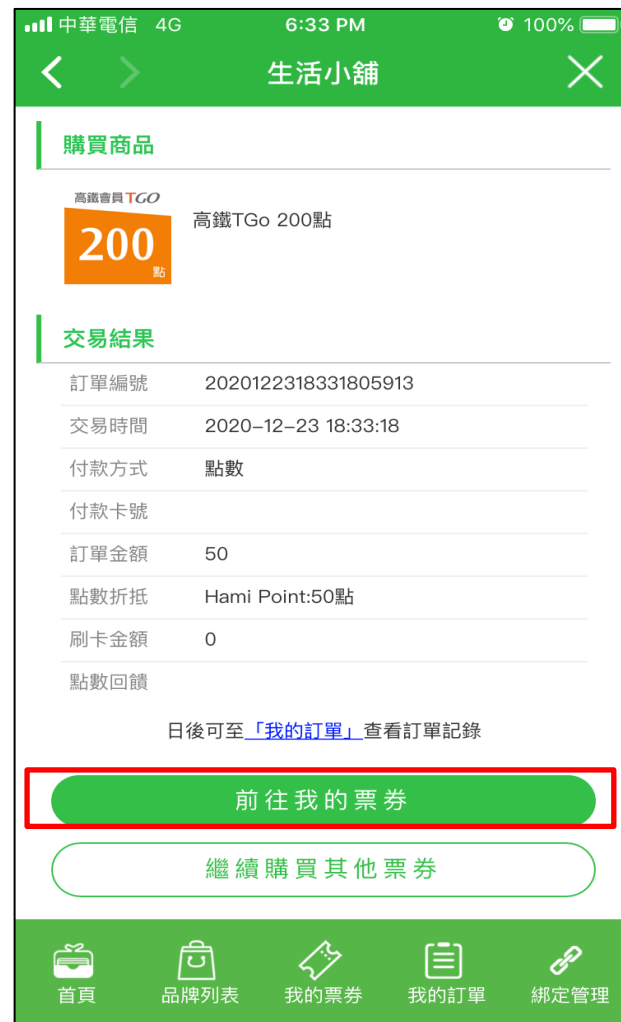 中華電信 4G 6:33 PM 100%
生活小舖
購買商品
高鐵會員 TGO
200
點
高鐵TGo 200點
交易結果
訂單編號 2020122318331805913
交易時間 2020-12-23 18:33:18
付款方式 點數
付款卡號
訂單金額 50
點數折抵 Hami Point:50點
刷卡金額 0
點數回饋
日後可至「我的訂單」查看訂單記錄
前往我的票券
繼續購買其他票券
首頁 品牌列表 我的票券 我的訂單 綁定管理